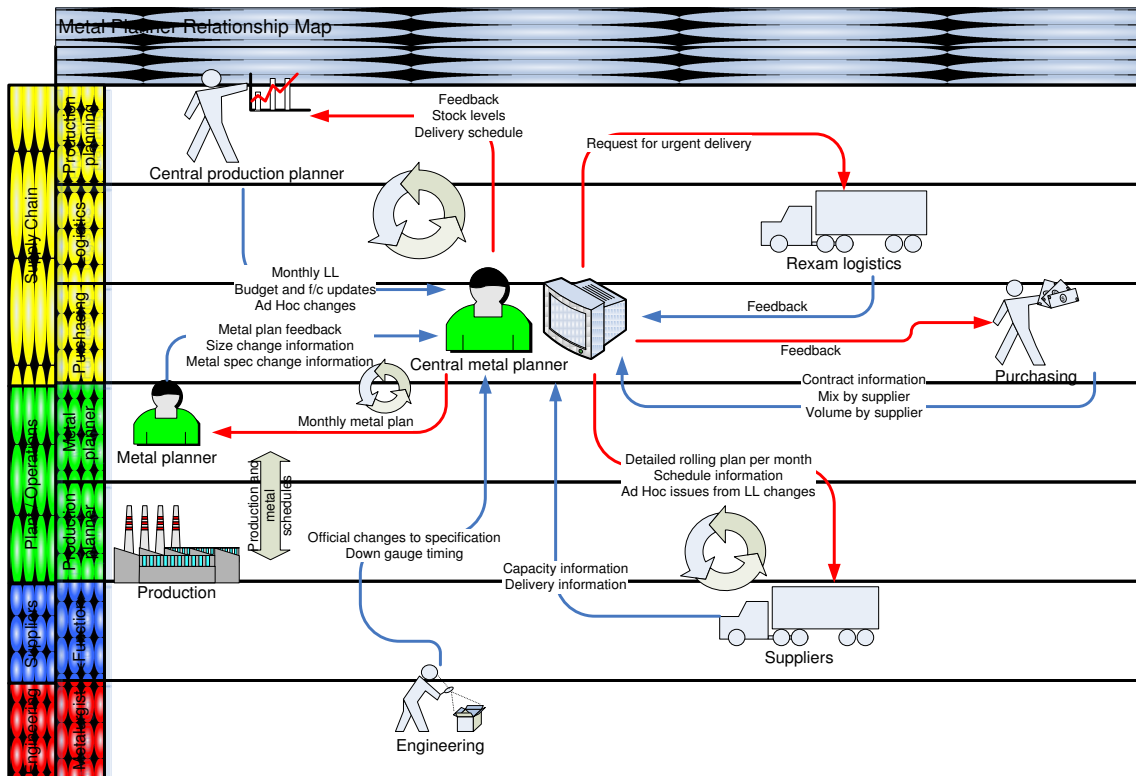 Metal Planner Relationship Map
Supply Chain
Plant / Operations
Suppliers
Engineering
Production
planning
Logistics
Purchasing
Metal
planner
Production
planner
<Function>
Metalurgist
Feedback
Stock levels
Delivery schedule
Request for urgent delivery
Central production planner
Rexam logistics
Monthly LL
Budget and f/c updates
Ad Hoc changes
Feedback
Metal plan feedback
Size change information
Metal spec change information
Central metal planner
Feedback
Purchasing
Contract information
Mix by supplier
Volume by supplier
Monthly metal plan
Metal planner
Detailed rolling plan per month
Schedule information
Ad Hoc issues from LL changes
Production and
metal
schedules
Official changes to specification
Down gauge timing
Capacity information
Delivery information
Production
Suppliers
Engineering